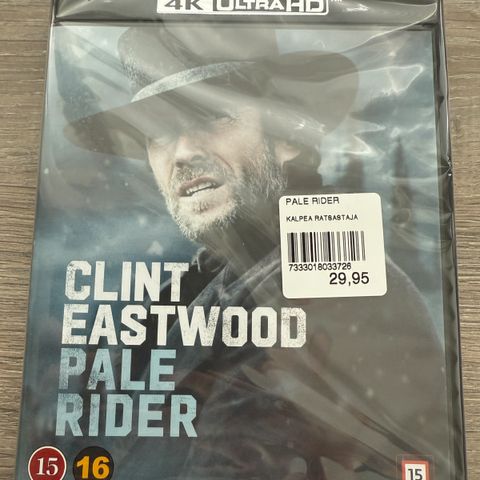 4K ULTRA HD
PALE RIDER
KALPEA RATSASTAJA
7333018033726
29,95
CLINT
EASTWOOD
PALE
RIDER
15
16
15